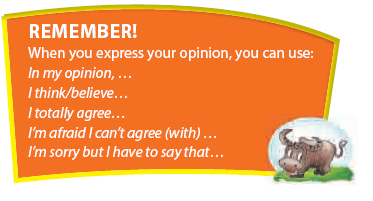 REMEMBER!
When you express your opinion, you can use:
In my opinion, …
I think/believe…
I totally agree…
I'm afraid I can't agree (with) …
I'm sorry but I have to say that…